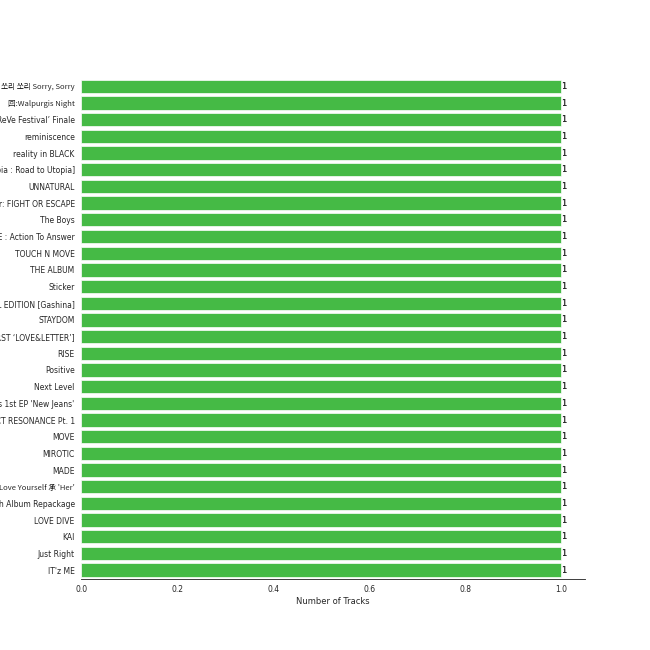 쏘리 쏘리 Sorry, Sorry 1
回:Walpurgis Night 1
ReVe Festival' Finale 1
reminiscence 1
reality in BLACK 1
: Road to Utopia] 1
UNNATURAL 1
: FIGHT OR ESCAPE 1
The Boys 1
: Action To Answer 1
TOUCH N MOVE 1
THE ALBUM 1
Sticker 1
EDITION [Gashina] 1
STAYDOM 1
'LOVE&LETTER'] 1
RISE 1
Positive 1
Next Level 1
1st EP 'New Jeans' 1
RESONANCE Pt. 1 1
MOVE 1
MIROTIC 1
MADE 1
Love Yourself 承 'Her' 1
Album Repackage 1
LOVE DIVE 1
KAI 1
Just Right 1
IT'z ME 1
0.0 0.2 0.4 0.6 0.8 1.0
Number of Tracks